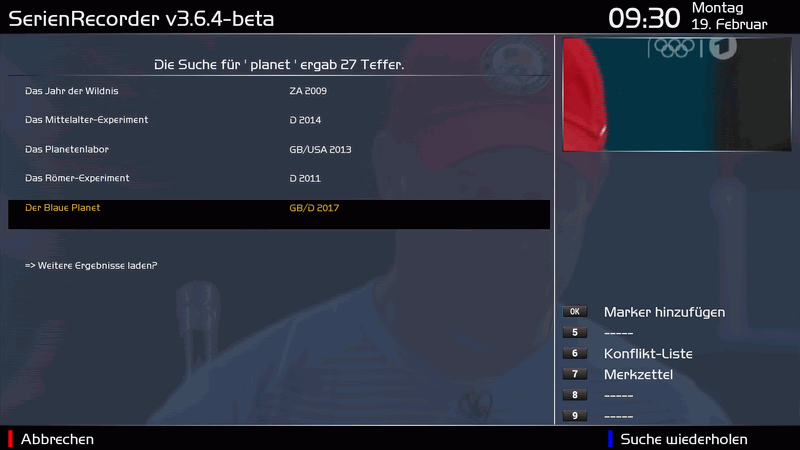 SerienRecorder v3.6.4-beta
09:30
Montag
19. Februar
Die Suche für ' planet ' ergab 27 Teffer.
Das Jahr der Wildnis ZA 2009
Das Mittelalter-Experiment D 2014
Das Planetenlabor GB/USA 2013
Das Römer-Experiment D 2011
Der Blaue Planet GB/D 2017
=> Weitere Ergebnisse laden?
1
OK Marker hinzufügen
5 -----
6 Konflikt-Liste
7 Merkzettel
8 -----
9 -----
Abbrechen
Suche wiederholen